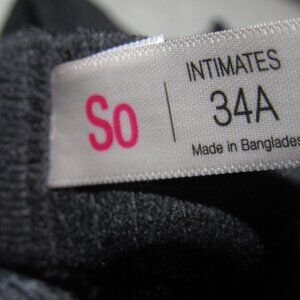 So
INTIMATES
34A
Made in Banglades